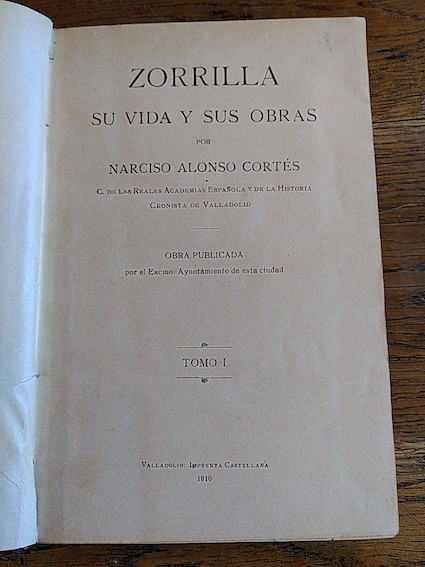 ZORRILLA
SU VIDA Y SUS OBRAS
POR
NARCISO ALONSO CORTÉS
C. DE LAS REALES ACADEMIAS ESPAÑOLA Y DE LA HISTORIA
CRONISTA DE VALLADOLID
OBRA PUBLICADA
por el Excmo. Ayuntamiento de esta ciudad
TOMO I
VALLADOLID: IMPRENTA CASTELLANA
1916